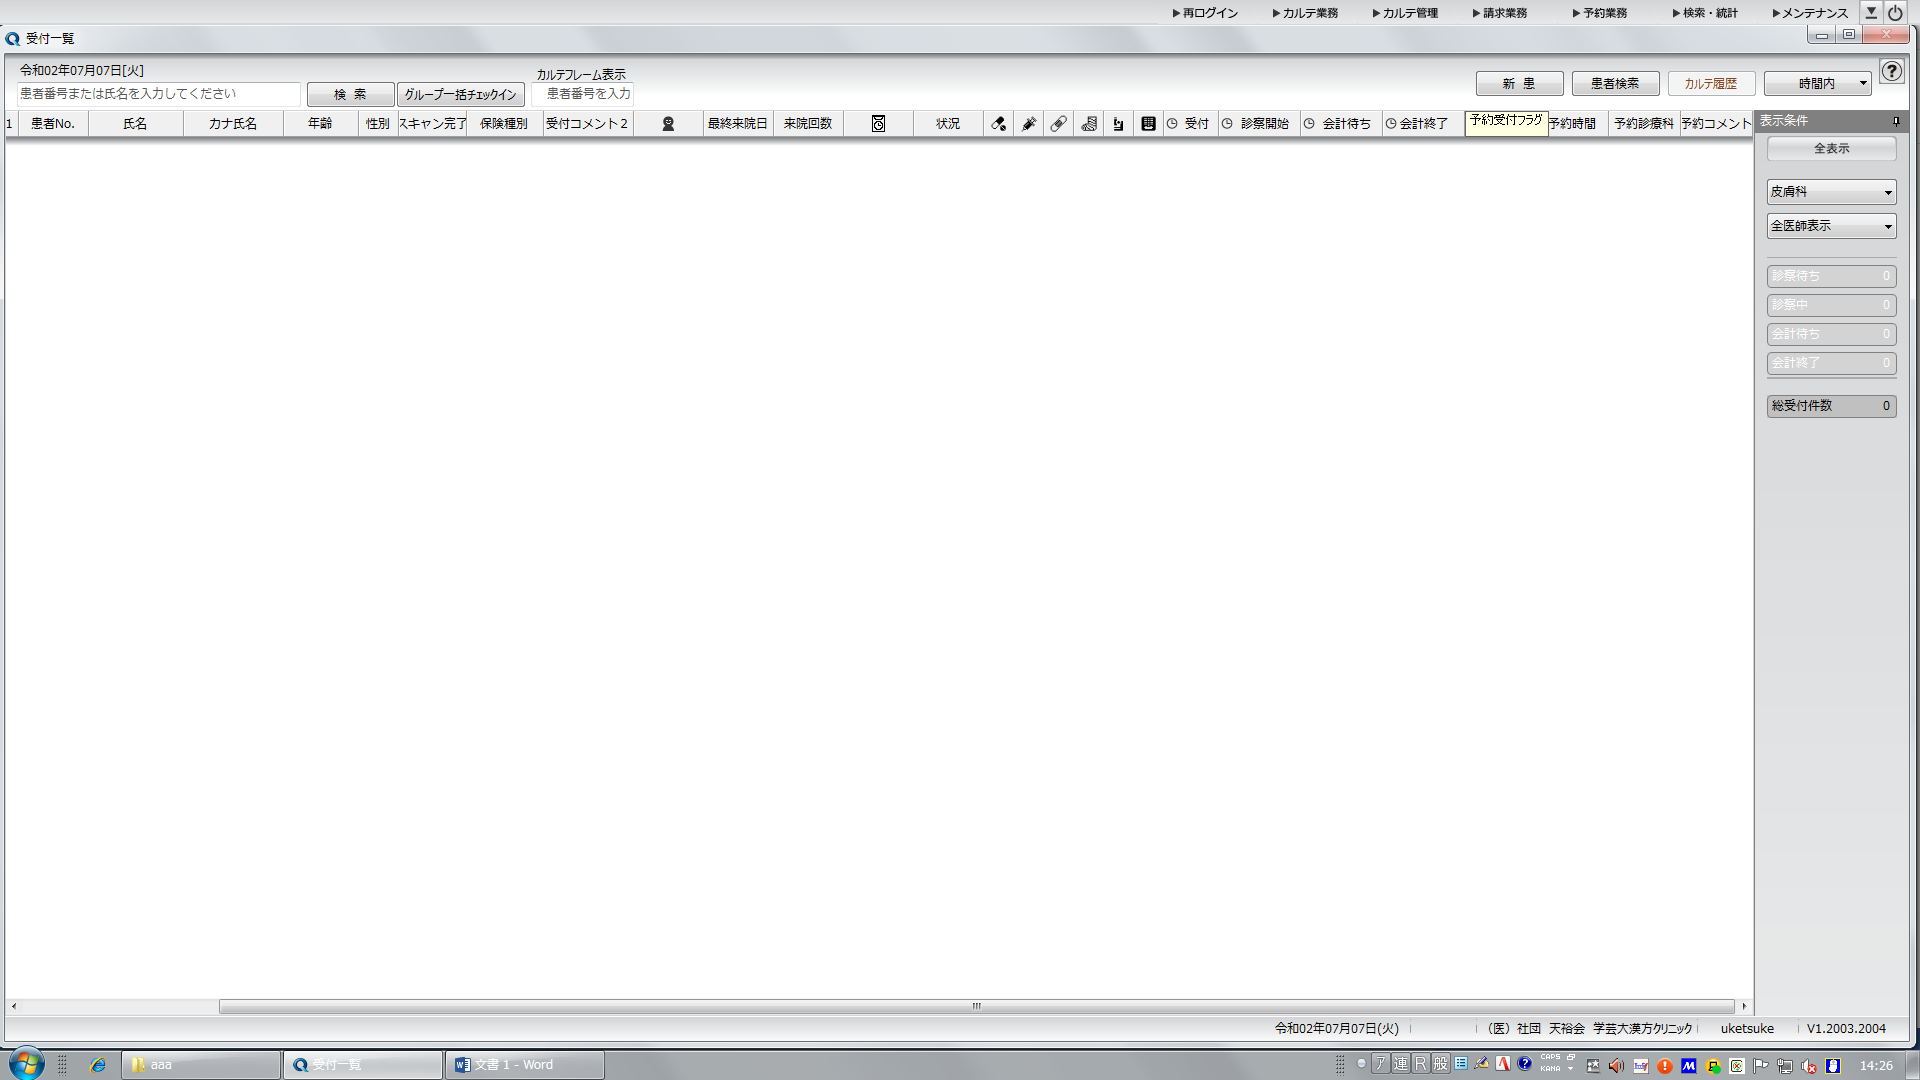 ▶再ログイン ▶カルテ業務 ▶カルテ管理 ▶請求業務 ▶予約業務 ▶検索・統計 ▶メンテナンス
受付一覧
令和02年07月07日[火]
カルテフレーム表示
患者番号または氏名を入力してください 検 索 グループ一括チェックイン 患者番号を入力 新 患 患者検索 カルテ履歴 時間内
1 患者No. 氏名 カナ氏名 年齢 性別 スキャン完了 保険種別 受付コメント2 最終来院日 来院回数 状況 受付 診察開始 会計待ち 会計終了 予約受付フラグ 予約時間 予約診療科 予約コメント
表示条件
全表示
皮膚科
全医師表示
診察待ち 0
診察中 0
会計待ち 0
会計終了 0
総受付件数 0
令和02年07月07日(火) (医) 社団 天裕会 学芸大漢方クリニック uketsuke V1.2003.2004
aaa 受付一覧 文書 1 - Word ア 連 R 般 CAPS KANA 14:26